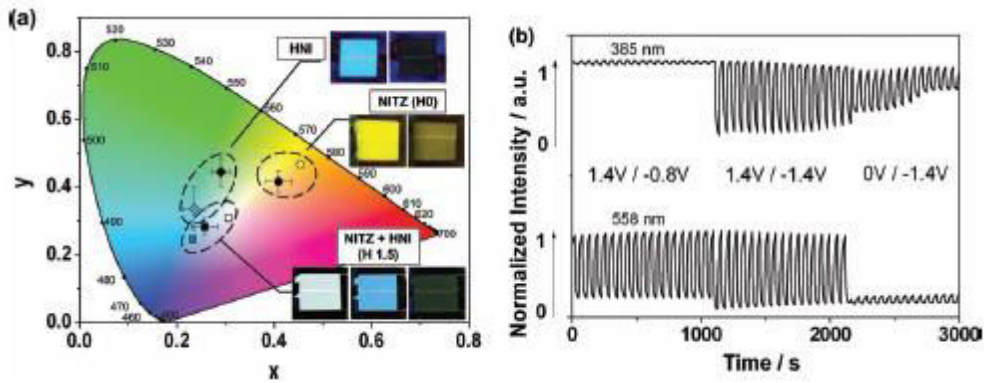 (a)
0.8
0.6
0.4
0.2
0.0
y
0.0 0.2 0.4 0.6 0.8
x
520
530
510
540
550
560
570
500
580
590
600
610
620
700
490
480
470
460
HNI
NITZ (H0)
NITZ + HNI
(H 1.5)
(b)
Normalized Intensity / a.u.
385 nm
1
0
1.4V / -0.8V 1.4V / -1.4V 0V / -1.4V
558 nm
1
0
0 1000 2000 3000
Time / s